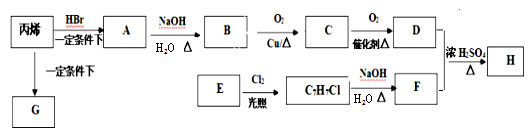 丙烯 HBr 一定条件下 A NaOH H₂O △ B O₂ Cu/△ C O₂ 催化剂△ D
一定条件下 浓H₂SO₄ △ H
E Cl₂ 光照 C₇H₇Cl NaOH H₂O △ F
G